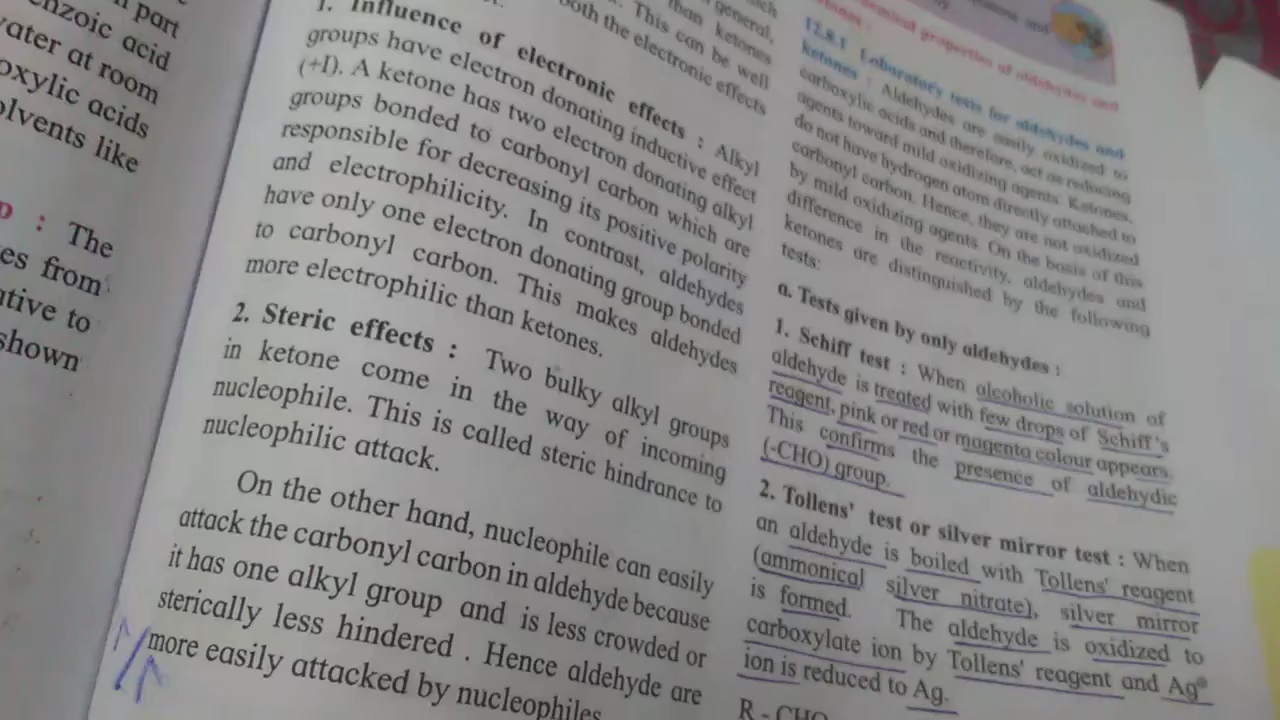 part
enzoic acid
vater at room
oxylic acids
olvents like
: The
es from
ative to
shown
general,
than ketones
. This can be well
both the electronic effects
1. Influence of electronic effects : Alkyl
groups have electron donating inductive effect
(+I). A ketone has two electron donating alkyl
groups bonded to carbonyl carbon which are
responsible for decreasing its positive polarity
and electrophilicity. In contrast, aldehydes
have only one electron donating group bonded
to carbonyl carbon. This makes aldehydes
more electrophilic than ketones.
2. Steric effects : Two bulky alkyl groups
in ketone come in the way of incoming
nucleophile. This is called steric hindrance to
nucleophilic attack.
On the other hand, nucleophile can easily
attack the carbonyl carbon in aldehyde because
it has one alkyl group and is less crowded or
sterically less hindered . Hence aldehyde are
more easily attacked by nucleophiles.
chemical properties of aldehydes and
ketones :
12.8.1 Laboratory tests for aldehydes and
ketones : Aldehydes are easily oxidized to
carboxylic acids and therefore, act as reducing
agents toward mild oxidizing agents. Ketones,
do not have hydrogen atom directly attached to
carbonyl carbon. Hence, they are not oxidized
by mild oxidizing agents. On the basis of this
difference in the reactivity, aldehydes and
ketones are distinguished by the following
tests:
a. Tests given by only aldehydes :
1. Schiff test : When alcoholic solution of
aldehyde is treated with few drops of Schiff's
reagent, pink or red or magenta colour appears.
This confirms the presence of aldehydic
(-CHO) group.
2. Tollens' test or silver mirror test : When
an aldehyde is boiled with Tollens' reagent
(ammonical silver nitrate), silver mirror
is formed. The aldehyde is oxidized to
carboxylate ion by Tollens' reagent and Ag⊕
ion is reduced to Ag.
R - CHO